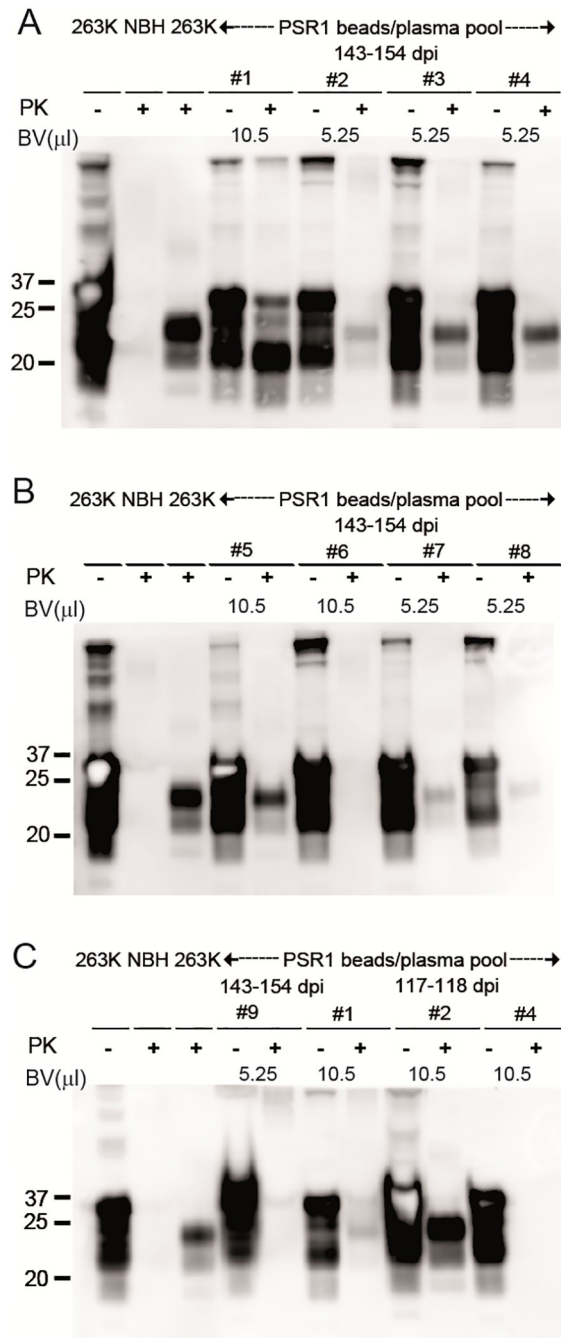 A
263K NBH 263K ◄------ PSR1 beads/plasma pool -----►
143-154 dpi
#1 #2 #3 #4
PK - + + - + - + - + - +
BV(µl) 10.5 5.25 5.25 5.25
37
25
20
B
263K NBH 263K ◄------ PSR1 beads/plasma pool -----►
143-154 dpi
#5 #6 #7 #8
PK - + + - + - + - + - +
BV(µl) 10.5 10.5 5.25 5.25
37
25
20
C
263K NBH 263K ◄------ PSR1 beads/plasma pool -----►
143-154 dpi 117-118 dpi
#9 #1 #2 #4
PK - + + - + - + - + - +
BV(µl) 5.25 10.5 10.5 10.5
37
25
20